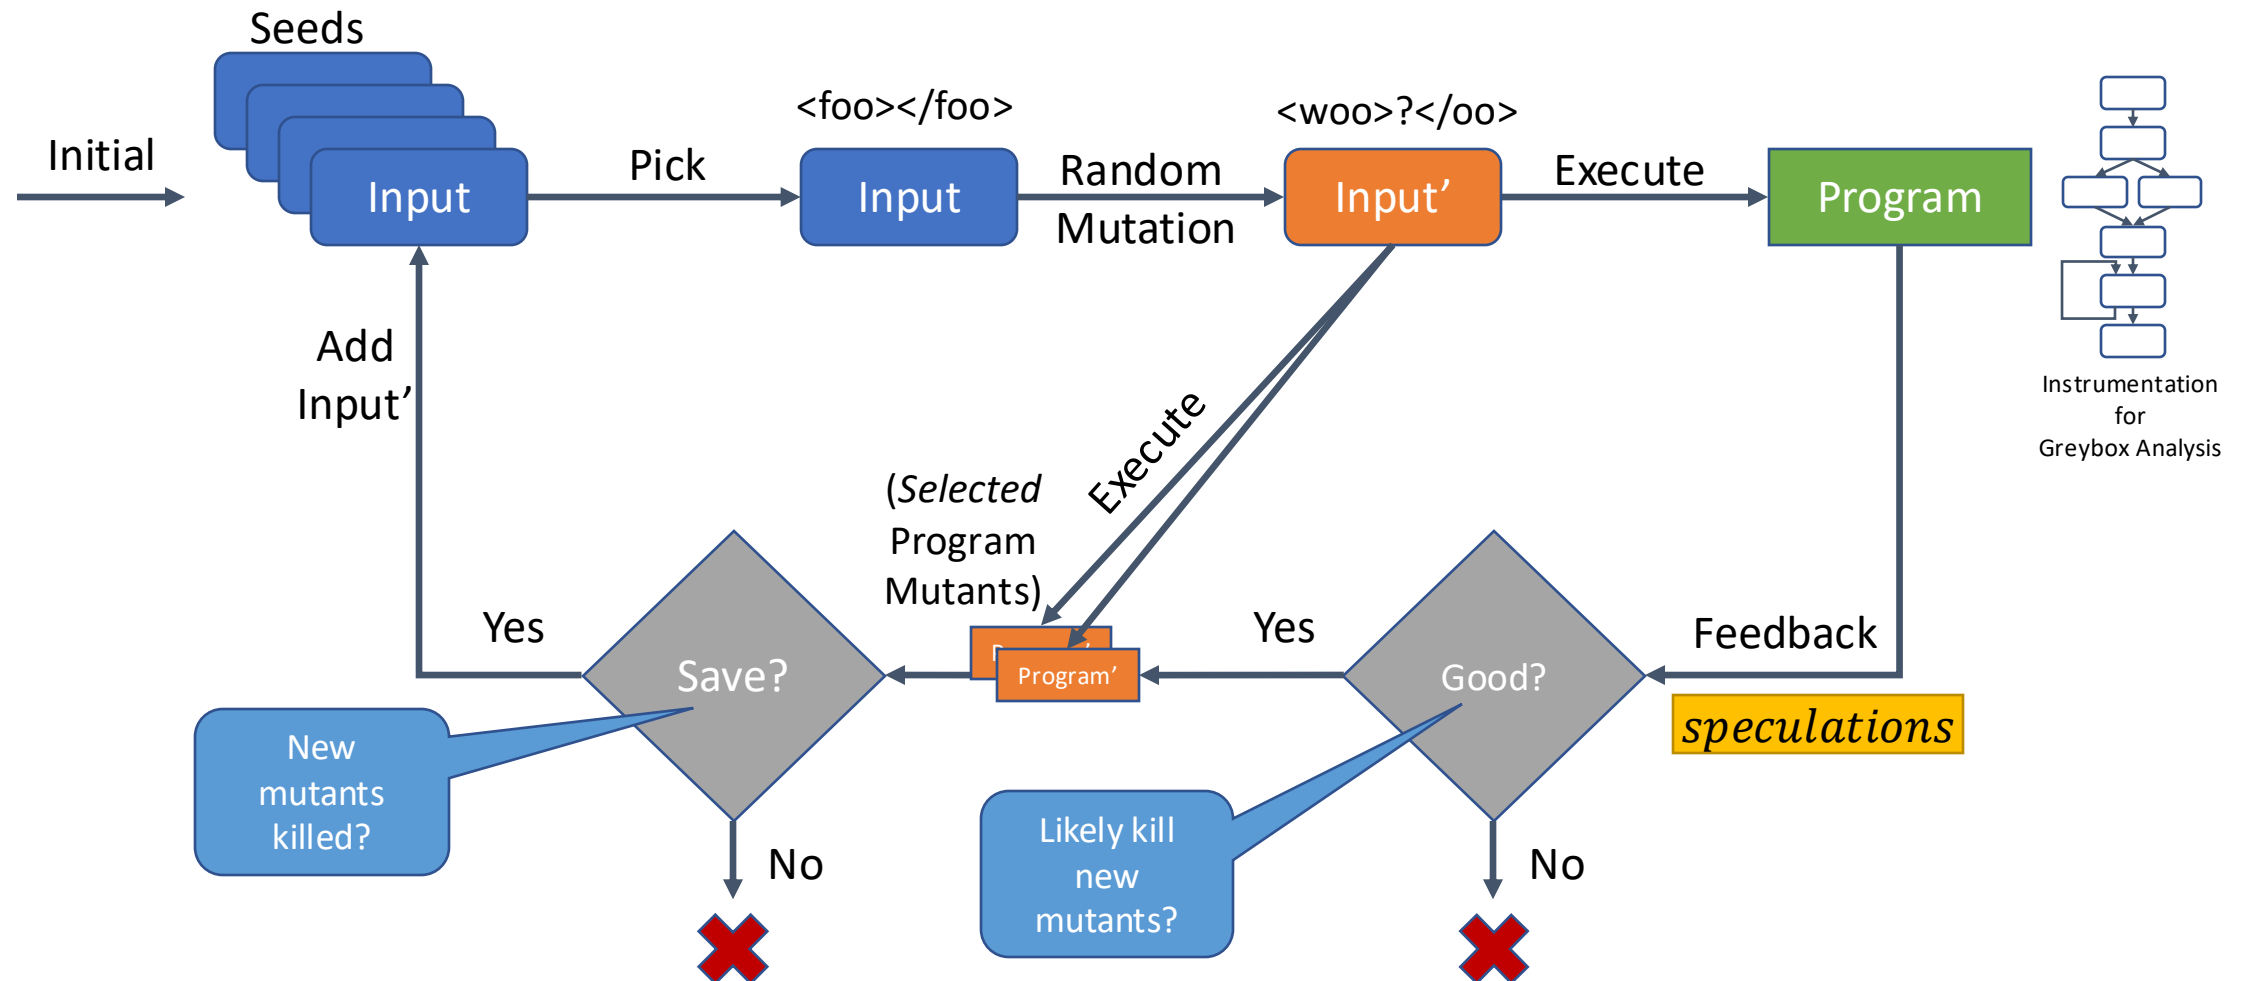 Seeds
Initial
Input
Pick
<foo></foo>
Input
Random
Mutation
<woo>?</oo>
Input’
Execute
Program
Instrumentation
for
Greybox Analysis
Add
Input’
Execute
(Selected
Program
Mutants)
Yes
Save?
Program’
Yes
Good?
Feedback
speculations
New
mutants
killed?
No
Likely kill
new
mutants?
No